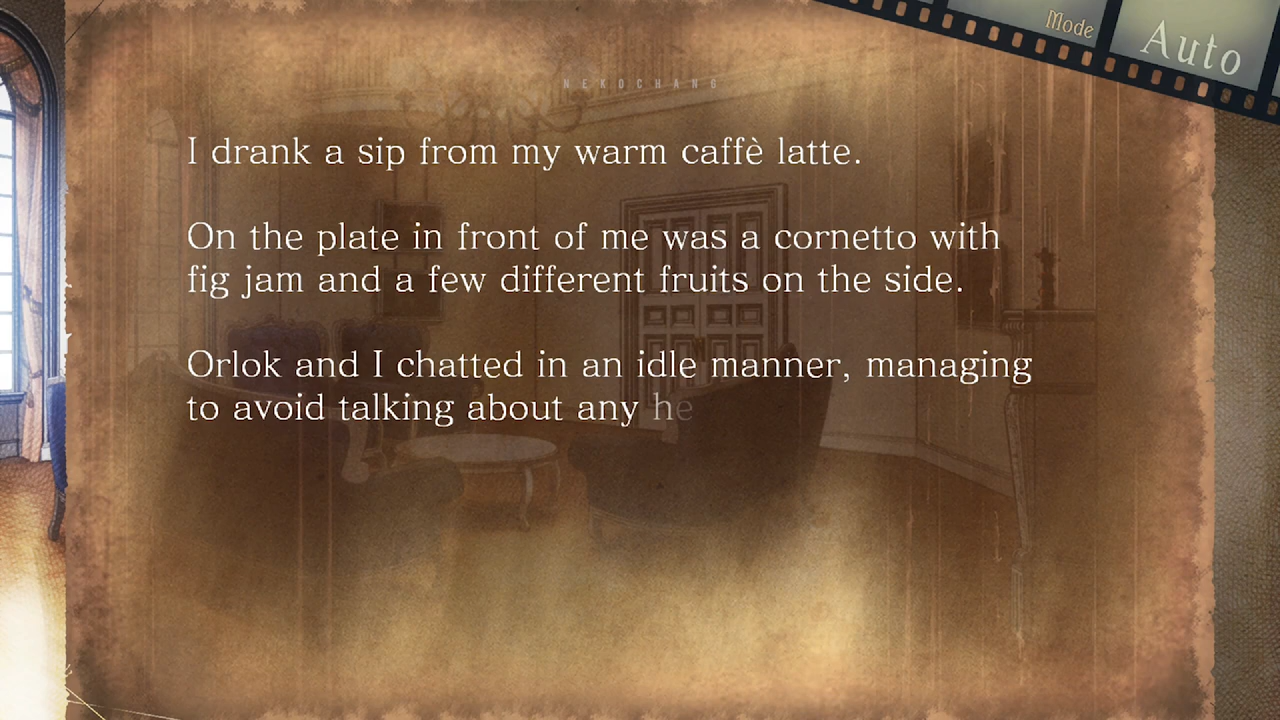 Mode
Auto
NEKOCHANG
I drank a sip from my warm caffè latte.
On the plate in front of me was a cornetto with
fig jam and a few different fruits on the side.
Orlok and I chatted in an idle manner, managing
to avoid talking about any he